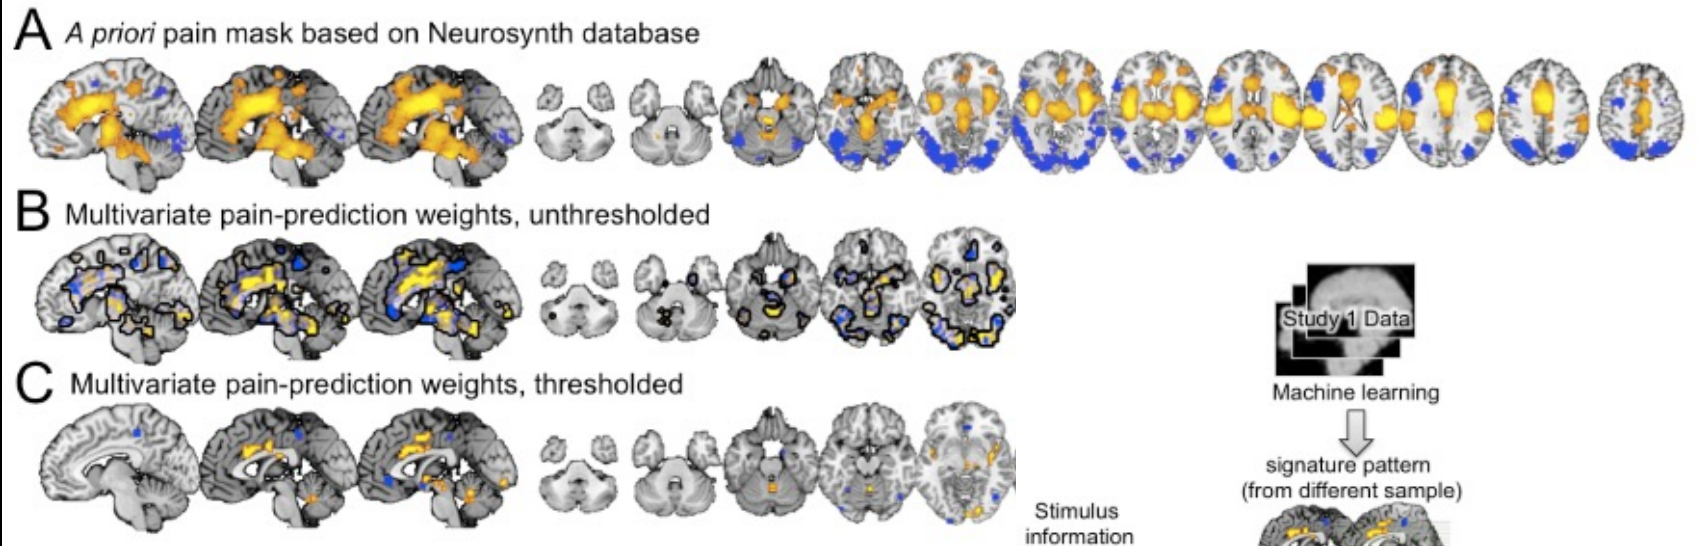 A A priori pain mask based on Neurosynth database
B Multivariate pain-prediction weights, unthresholded
C Multivariate pain-prediction weights, thresholded
Study 1 Data
Machine learning
signature pattern
(from different sample)
Stimulus
information